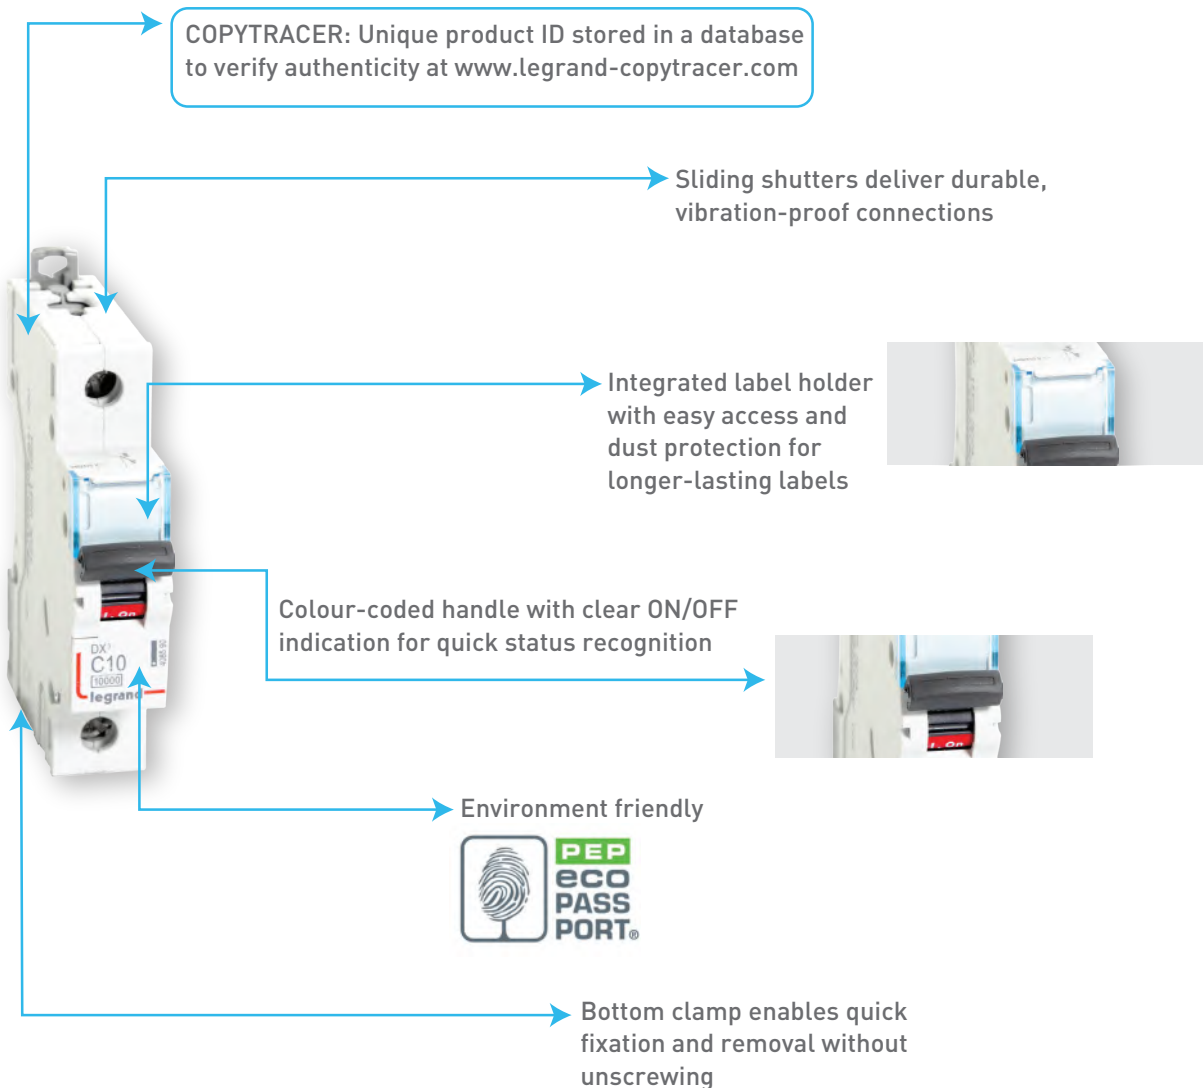 COPYTRACER: Unique product ID stored in a database
to verify authenticity at www.legrand-copytracer.com
Sliding shutters deliver durable,
vibration-proof connections
Integrated label holder
with easy access and
dust protection for
longer-lasting labels
Colour-coded handle with clear ON/OFF
indication for quick status recognition
DX³
C10
10000
legrand
Environment friendly
PEP
eco
PASS
PORT®
Bottom clamp enables quick
fixation and removal without
unscrewing